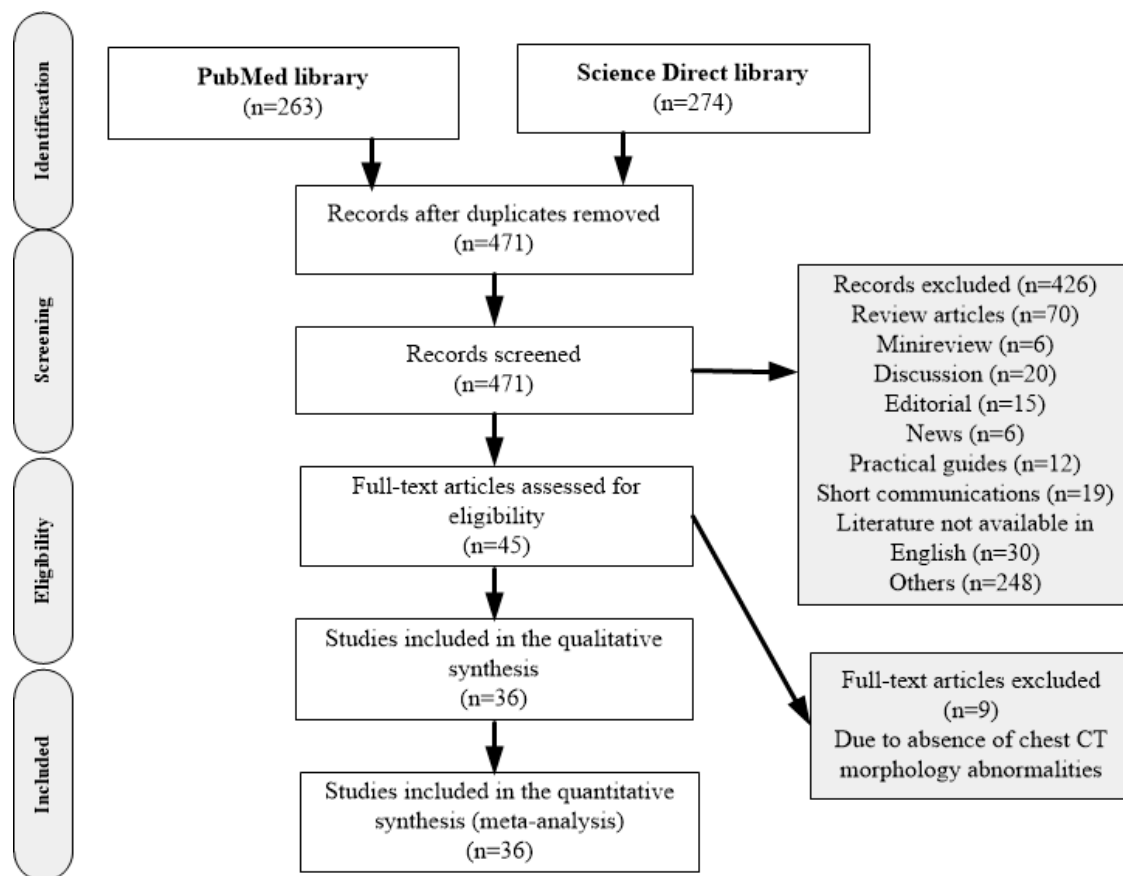 Identification
PubMed library
(n=263)
Science Direct library
(n=274)
Records after duplicates removed
(n=471)
Screening
Records screened
(n=471)
Records excluded (n=426)
Review articles (n=70)
Minireview (n=6)
Discussion (n=20)
Editorial (n=15)
News (n=6)
Practical guides (n=12)
Short communications (n=19)
Literature not available in
English (n=30)
Others (n=248)
Eligibility
Full-text articles assessed for
eligibility
(n=45)
Studies included in the qualitative
synthesis
(n=36)
Full-text articles excluded
(n=9)
Due to absence of chest CT
morphology abnormalities
Included
Studies included in the quantitative
synthesis (meta-analysis)
(n=36)